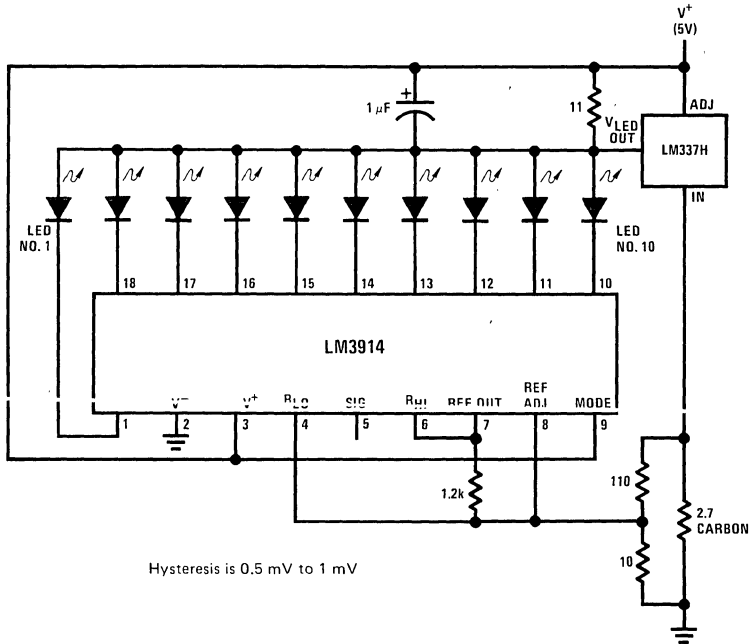 V+
(5V)
ADJ
+
1 μF
11
VLED
OUT
LM337H
IN
LED
NO. 1
LED
NO. 10
18
17
16
15
14
13
12
11
10
LM3914
V−
V+
RLO
SIG
RHI
REF OUT
REF
ADJ
MODE
1
2
3
4
5
6
7
8
9
1.2k
110
2.7
CARBON
10
Hysteresis is 0.5 mV to 1 mV